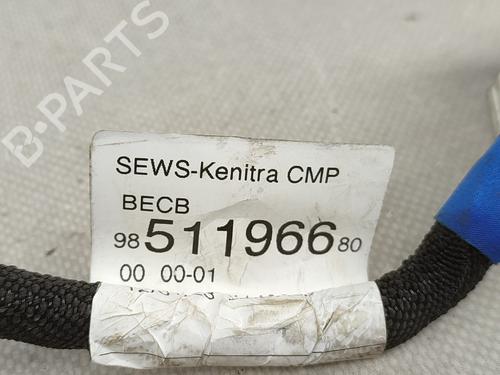 B-PARTS
SEWS-Kenitra CMP
BECB
98 511966 80
00 00-01